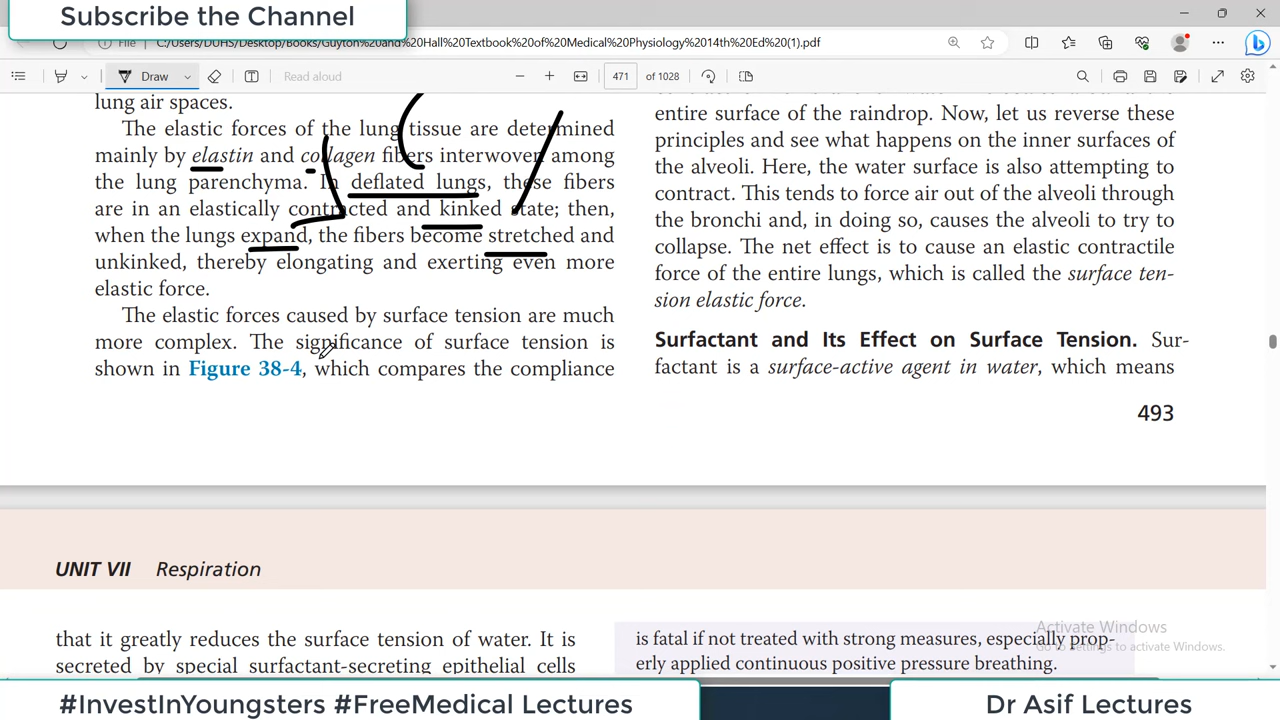 Subscribe the Channel
File
C:/Users/DUHS/Desktop/Books/Guyton%20and%20Hall%20Textbook%20of%20Medical%20Physiology%2014th%20Ed%20(1).pdf
Draw
Read aloud
471 of 1028
lung air spaces.
The elastic forces of the lung tissue are determined
mainly by elastin and collagen fibers interwoven among
the lung parenchyma. In deflated lungs, these fibers
are in an elastically contracted and kinked state; then,
when the lungs expand, the fibers become stretched and
unkinked, thereby elongating and exerting even more
elastic force.
The elastic forces caused by surface tension are much
more complex. The significance of surface tension is
shown in Figure 38-4, which compares the compliance
entire surface of the raindrop. Now, let us reverse these
principles and see what happens on the inner surfaces of
the alveoli. Here, the water surface is also attempting to
contract. This tends to force air out of the alveoli through
the bronchi and, in doing so, causes the alveoli to try to
collapse. The net effect is to cause an elastic contractile
force of the entire lungs, which is called the surface ten-
sion elastic force.
Surfactant and Its Effect on Surface Tension. Sur-
factant is a surface-active agent in water, which means
493
UNIT VII Respiration
that it greatly reduces the surface tension of water. It is
secreted by special surfactant-secreting epithelial cells
is fatal if not treated with strong measures, especially prop-
erly applied continuous positive pressure breathing.
Activate Windows
Go to Settings to activate Windows.
#InvestInYoungsters #FreeMedical Lectures
Dr Asif Lectures